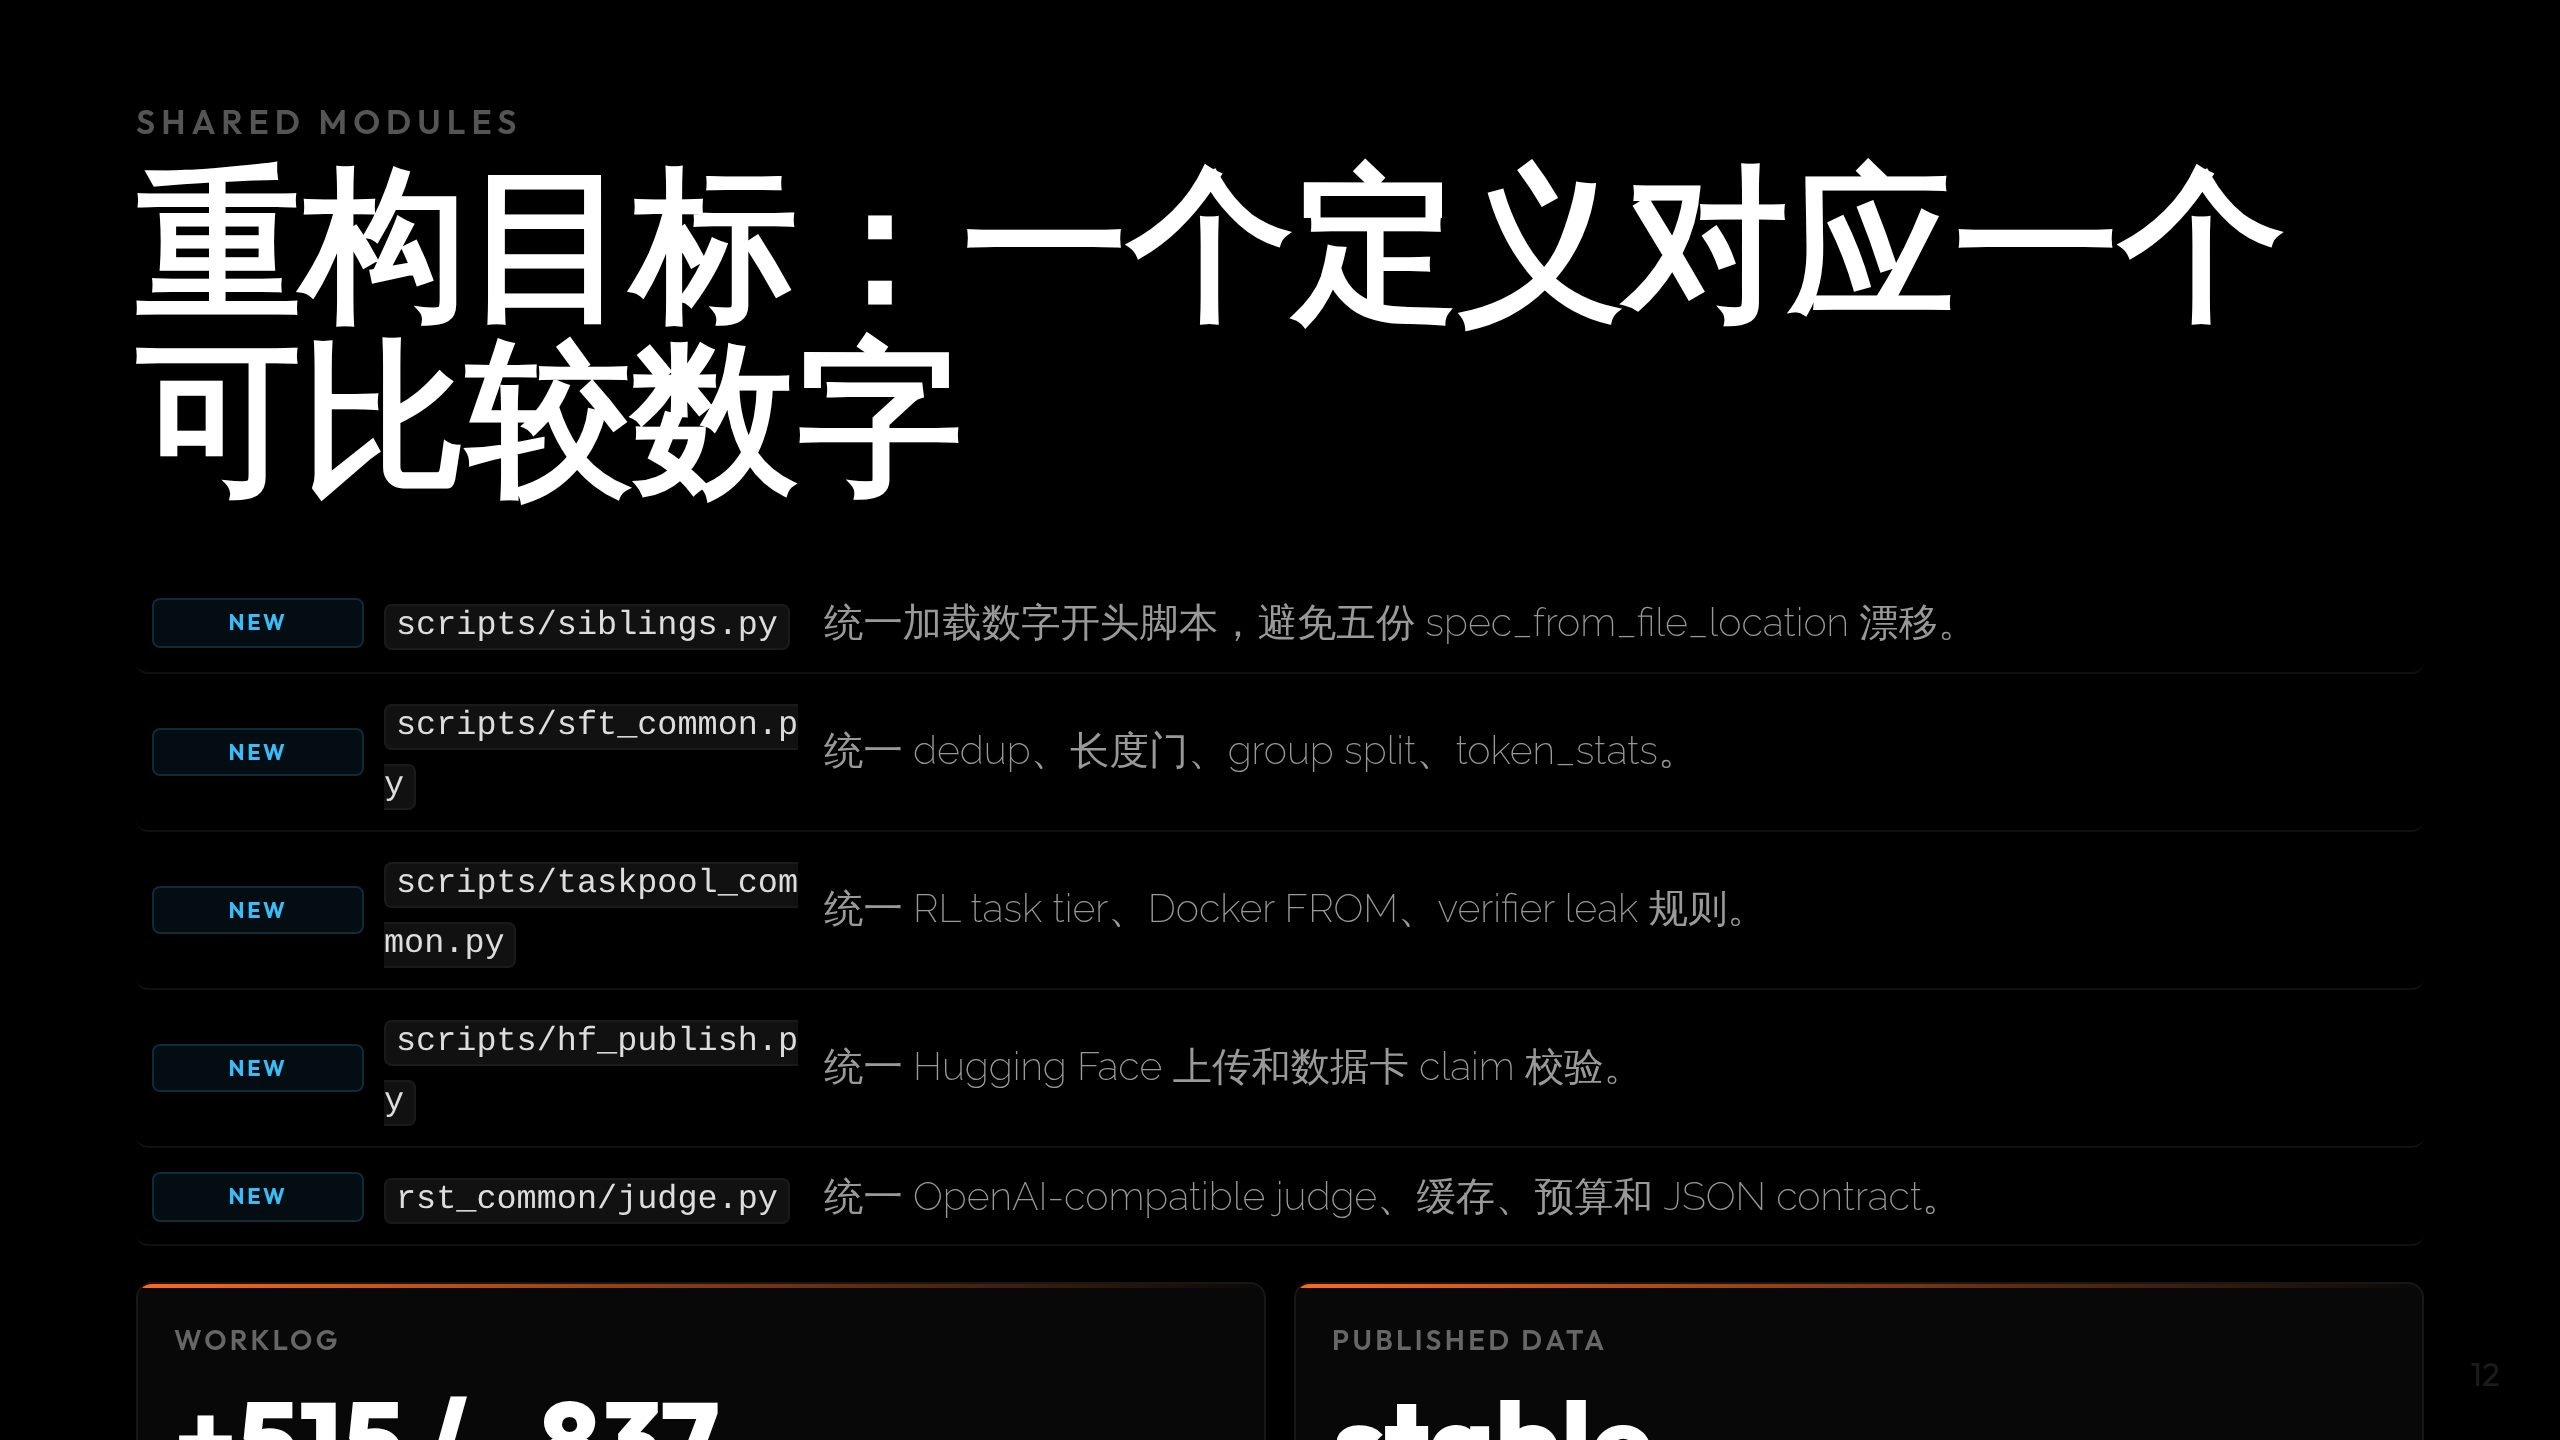 SHARED MODULES
重构目标：一个定义对应一个
可比较数字
NEW scripts/siblings.py 统一加载数字开头脚本，避免五份 spec_from_file_location 漂移。
NEW scripts/sft_common.p
y
统一 dedup、长度门、group split、token_stats。
NEW scripts/taskpool_com
mon.py
统一 RL task tier、Docker FROM、verifier leak 规则。
NEW scripts/hf_publish.p
y
统一 Hugging Face 上传和数据卡 claim 校验。
NEW rst_common/judge.py 统一 OpenAI-compatible judge、缓存、预算和 JSON contract。
WORKLOG
+515 / 837
PUBLISHED DATA
stable
12